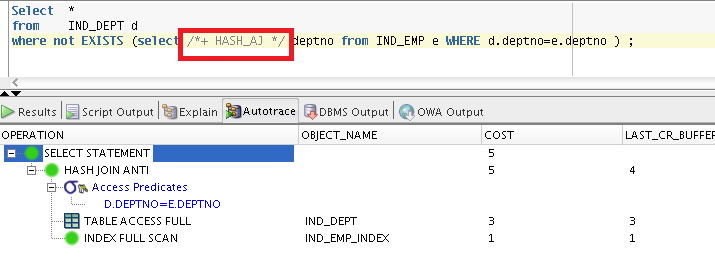 Select *
from IND_DEPT d
where not EXISTS (select /*+ HASH_AJ */ deptno from IND_EMP e WHERE d.deptno=e.deptno ) ;
Results Script Output Explain Autotrace DBMS Output OWA Output
OPERATION OBJECT_NAME COST LAST_CR_BUFFER
SELECT STATEMENT 5
HASH JOIN ANTI 5 4
Access Predicates
D.DEPTNO=E.DEPTNO
TABLE ACCESS FULL IND_DEPT 3 3
INDEX FULL SCAN IND_EMP_INDEX 1 1